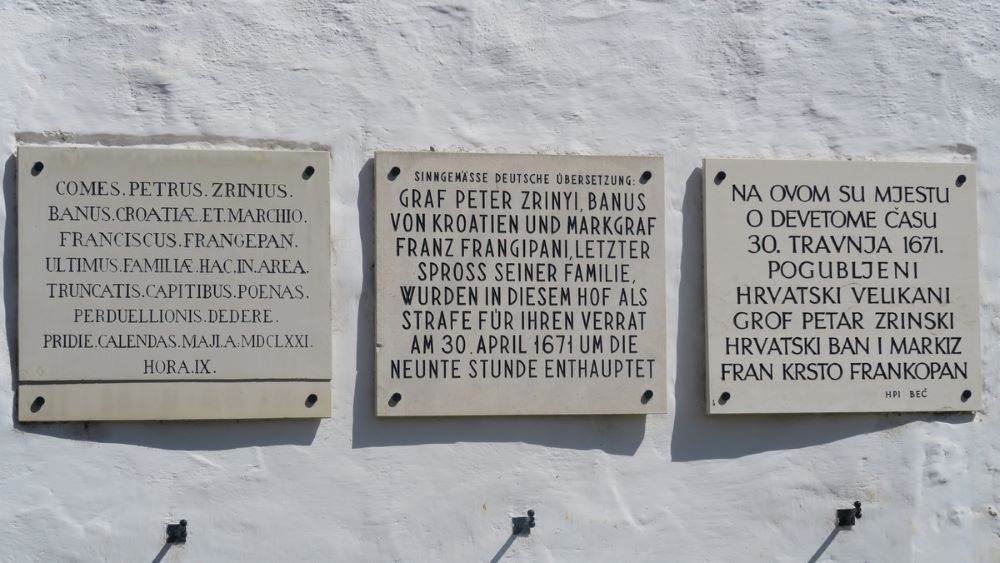 COMES.PETRUS.ZRINIUS.
BANUS.CROATIÆ.ET.MARCHIO.
FRANCISCUS.FRANGEPAN.
ULTIMUS.FAMILIÆ.HAC.IN.AREA.
TRUNCATIS.CAPITIBUS.POENAS.
PERDUELLIONIS.DEDERE.
PRIDIE.CALENDAS.MAJI.A:MDCLXXI.
HORA.IX.
SINNGEMÄSSE DEUTSCHE ÜBERSETZUNG:
GRAF PETER ZRINYI, BANUS
VON KROATIEN UND MARKGRAF
FRANZ FRANGIPANI, LETZTER
SPROSS SEINER FAMILIE,
WURDEN IN DIESEM HOF ALS
STRAFE FÜR IHREN VERRAT
AM 30. APRIL 1671 UM DIE
NEUNTE STUNDE ENTHAUPTET
NA OVOM SU MJESTU
O DEVETOME ČASU
30. TRAVNJA 1671.
POGUBLJENI
HRVATSKI VELIKANI
GROF PETAR ZRINSKI
HRVATSKI BAN I MARKIZ
FRAN KRSTO FRANKOPAN
HPI BEČ